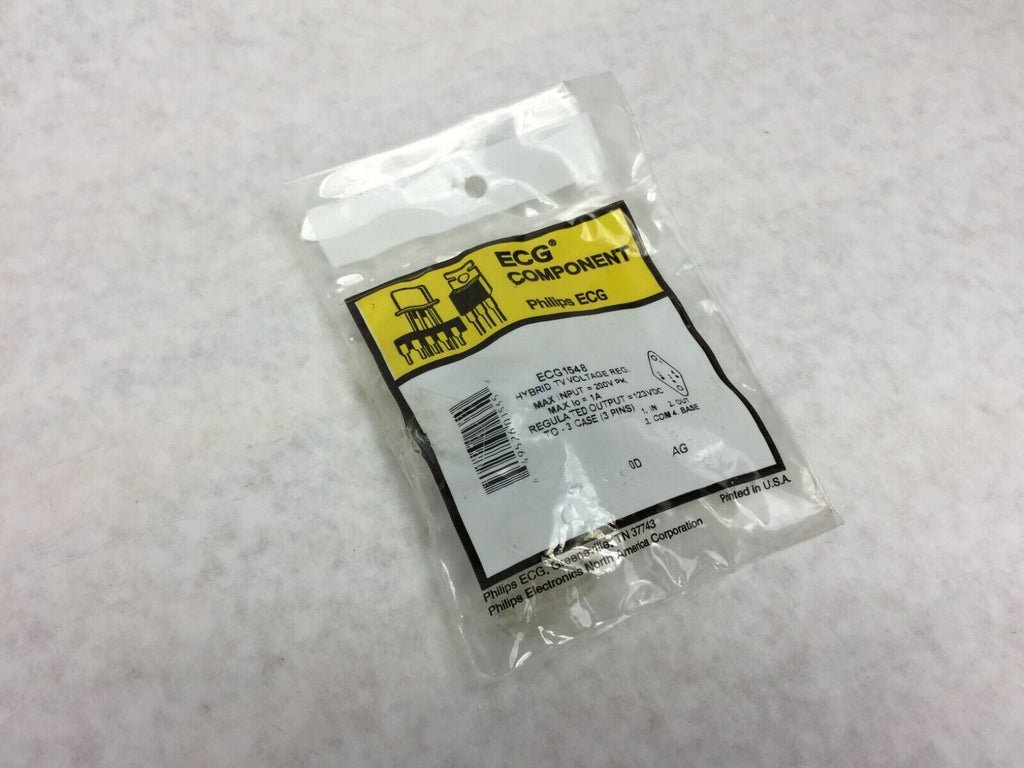 ECG®
COMPONENT
Philips ECG
ECG1548
HYBRID TV VOLTAGE REG.
MAX INPUT = 200V PK
MAX Io = 1A
REGULATED OUTPUT = 123VDC
TO - 3 CASE (3 PINS)
1. IN 2. OUT
3. COM 4. BASE
0D AG
Philips ECG, Greeneville, TN 37743
Philips Electronics North America Corporation
Printed in U.S.A.